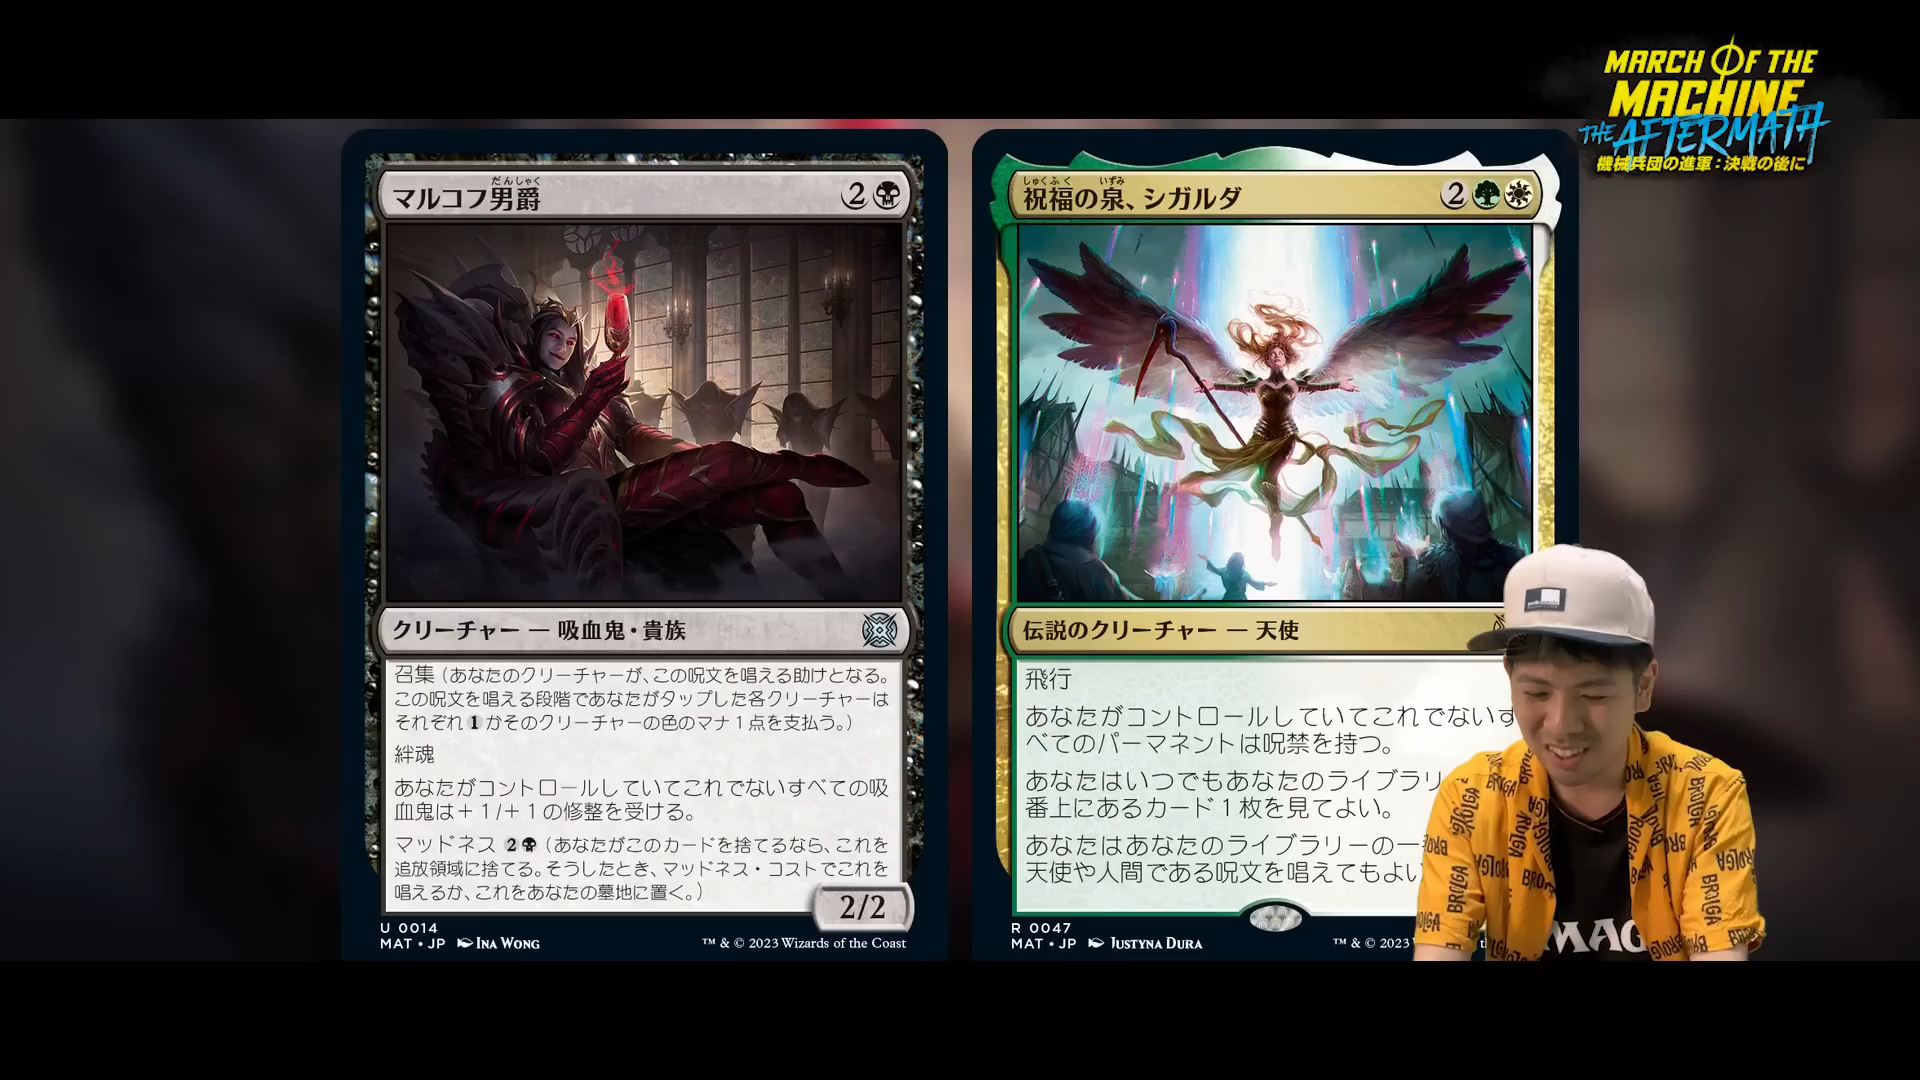 MARCH OF THE
MACHINE
THE AFTERMATH
機械兵団の進軍：決戦の後に
だんしゃく
マルコフ男爵
2
クリーチャー — 吸血鬼・貴族
召集（あなたのクリーチャーが、この呪文を唱える助けとなる。
この呪文を唱える段階であなたがタップした各クリーチャーは
それぞれ1かそのクリーチャーの色のマナ1点を支払う。）
絆魂
あなたがコントロールしていてこれでないすべての吸
血鬼は＋1/＋1の修整を受ける。
マッドネス 2（あなたがこのカードを捨てるなら、これを
追放領域に捨てる。そうしたとき、マッドネス・コストでこれを
唱えるか、これをあなたの墓地に置く。）
2/2
U 0014
MAT • JP INA WONG
™ & © 2023 Wizards of the Coast
しゅくふく いずみ
祝福の泉、シガルダ
2
伝説のクリーチャー — 天使
飛行
あなたがコントロールしていてこれでないす
べてのパーマネントは呪禁を持つ。
あなたはいつでもあなたのライブラリ
番上にあるカード1枚を見てよい。
あなたはあなたのライブラリーの一
天使や人間である呪文を唱えてもよい
R 0047
MAT • JP JUSTYNA DURA
™ & © 2023
BROLGA
MAG